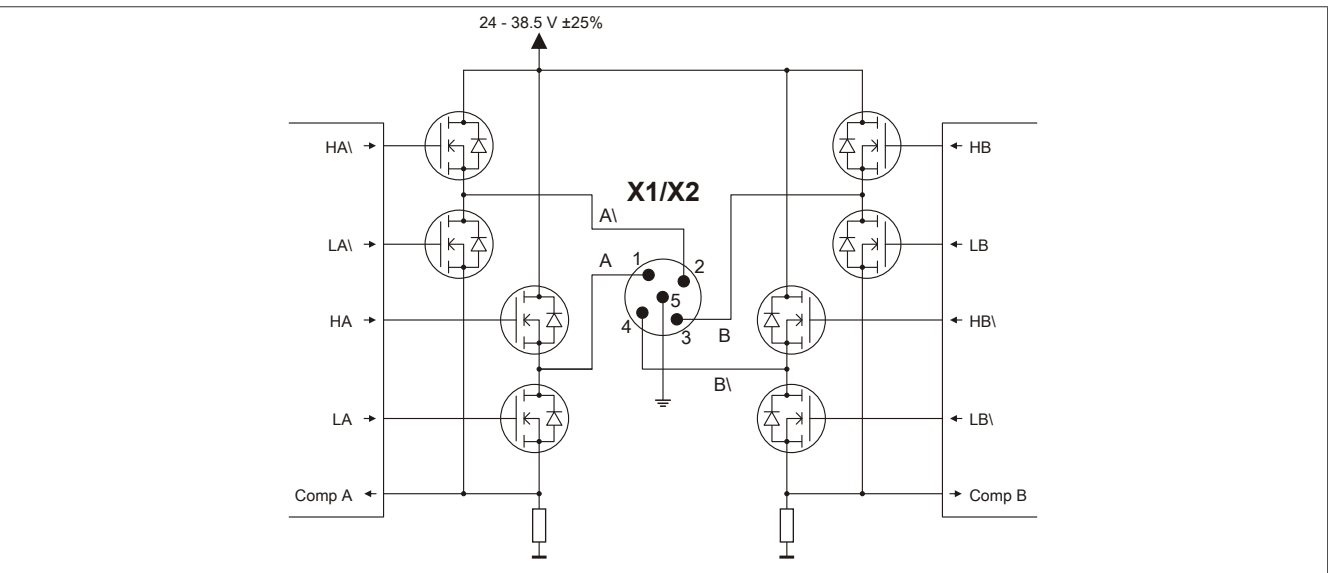 24 - 38.5 V ±25%
HA\
HB
X1/X2
A\
LA\
LB
A
1
2
5
HA
4
3
B
HB\
B\
LA
LB\
Comp A
Comp B